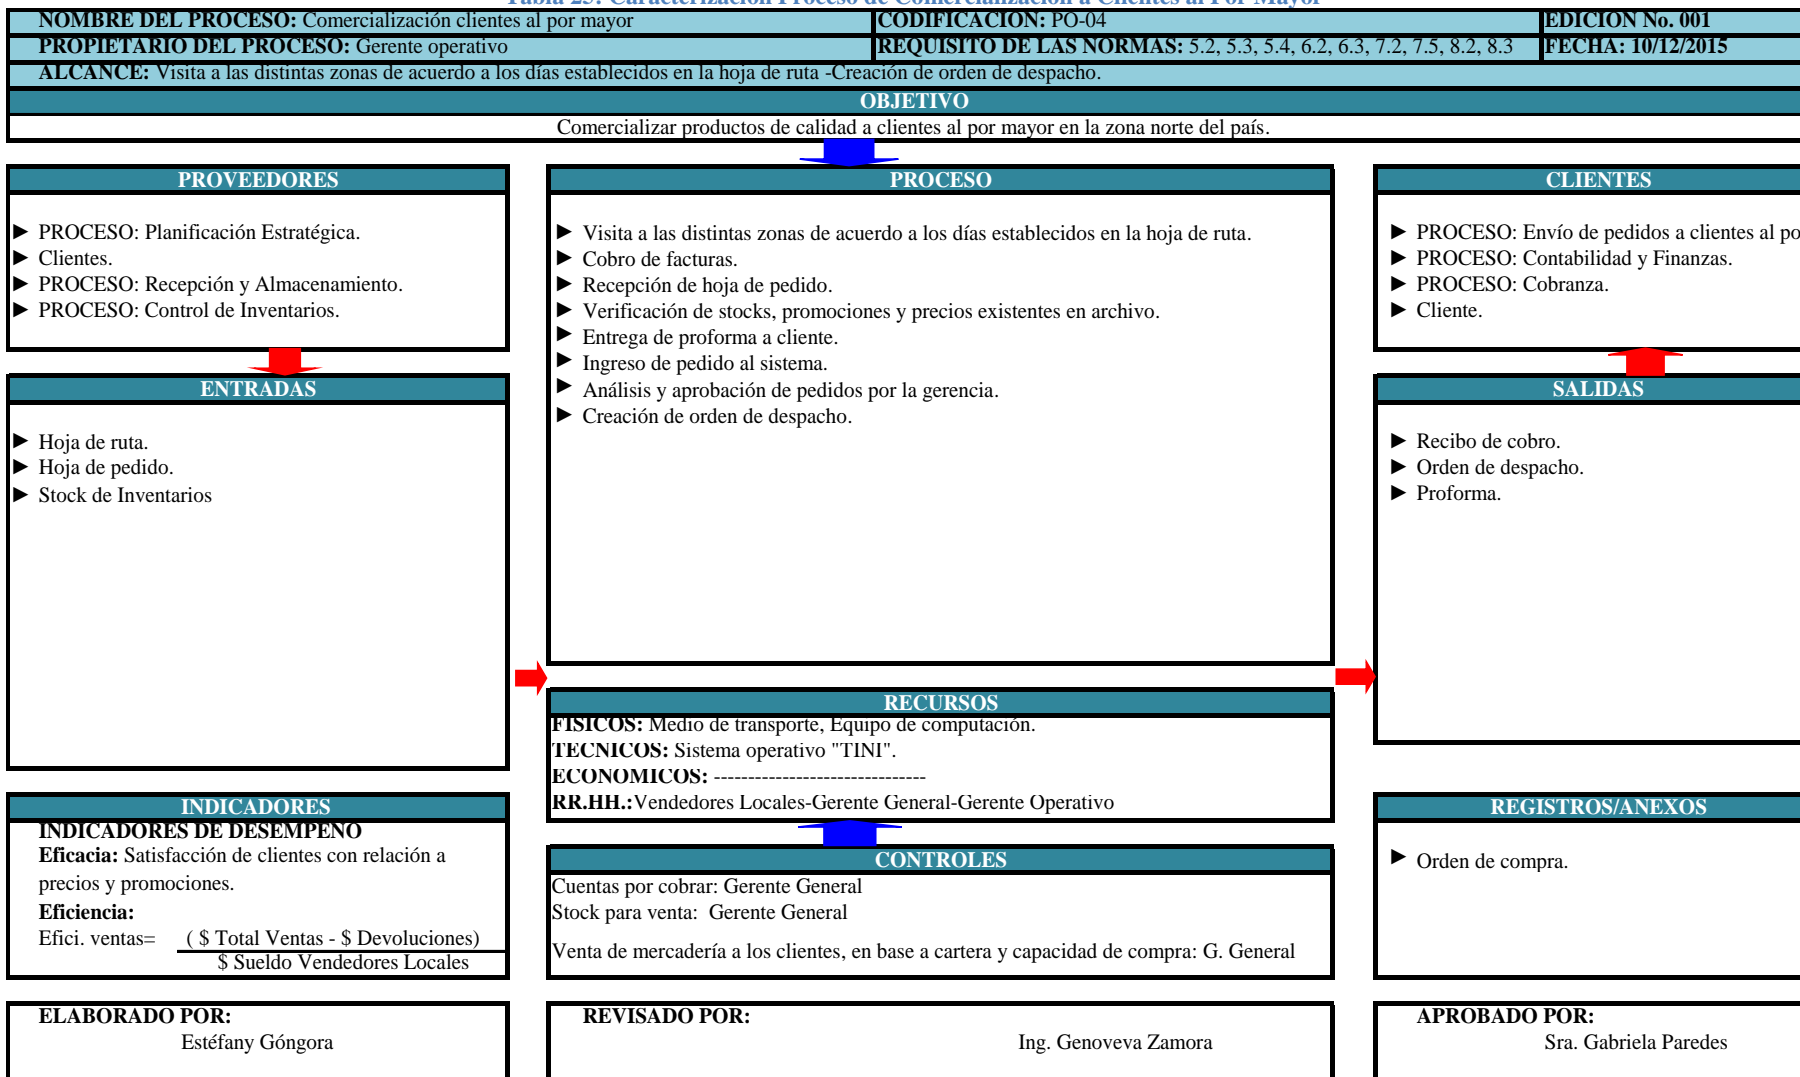 Tabla 25: Caracterización Proceso de Comercialización a Clientes al Por Mayor
NOMBRE DEL PROCESO: Comercialización clientes al por mayor
CODIFICACION: PO-04
EDICION No. 001
PROPIETARIO DEL PROCESO: Gerente operativo
REQUISITO DE LAS NORMAS: 5.2, 5.3, 5.4, 6.2, 6.3, 7.2, 7.5, 8.2, 8.3
FECHA: 10/12/2015
ALCANCE: Visita a las distintas zonas de acuerdo a los días establecidos en la hoja de ruta -Creación de orden de despacho.
OBJETIVO
Comercializar productos de calidad a clientes al por mayor en la zona norte del país.
PROVEEDORES
► PROCESO: Planificación Estratégica.
► Clientes.
► PROCESO: Recepción y Almacenamiento.
► PROCESO: Control de Inventarios.
ENTRADAS
► Hoja de ruta.
► Hoja de pedido.
► Stock de Inventarios
PROCESO
► Visita a las distintas zonas de acuerdo a los días establecidos en la hoja de ruta.
► Cobro de facturas.
► Recepción de hoja de pedido.
► Verificación de stocks, promociones y precios existentes en archivo.
► Entrega de proforma a cliente.
► Ingreso de pedido al sistema.
► Análisis y aprobación de pedidos por la gerencia.
► Creación de orden de despacho.
CLIENTES
► PROCESO: Envío de pedidos a clientes al po
► PROCESO: Contabilidad y Finanzas.
► PROCESO: Cobranza.
► Cliente.
SALIDAS
► Recibo de cobro.
► Orden de despacho.
► Proforma.
RECURSOS
FISICOS: Medio de transporte, Equipo de computación.
TECNICOS: Sistema operativo "TINI".
ECONOMICOS: -------------------------------
RR.HH.:Vendedores Locales-Gerente General-Gerente Operativo
INDICADORES
INDICADORES DE DESEMPEÑO
Eficacia: Satisfacción de clientes con relación a
precios y promociones.
Eficiencia:
Efici. ventas= ( $ Total Ventas - $ Devoluciones)
$ Sueldo Vendedores Locales
CONTROLES
Cuentas por cobrar: Gerente General
Stock para venta: Gerente General
Venta de mercadería a los clientes, en base a cartera y capacidad de compra: G. General
REGISTROS/ANEXOS
► Orden de compra.
ELABORADO POR:
Estéfany Góngora
REVISADO POR:
Ing. Genoveva Zamora
APROBADO POR:
Sra. Gabriela Paredes